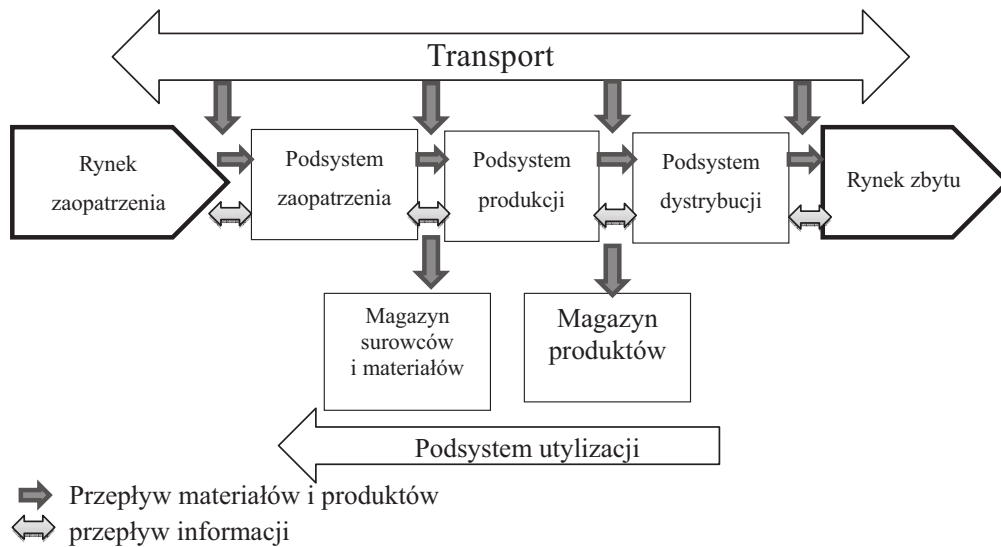 Transport
Rynek
zaopatrzenia
Podsystem
zaopatrzenia
Podsystem
produkcji
Podsystem
dystrybucji
Rynek zbytu
Magazyn
surowców
i materiałów
Magazyn
produktów
Podsystem utylizacji
Przepływ materiałów i produktów
przepływ informacji